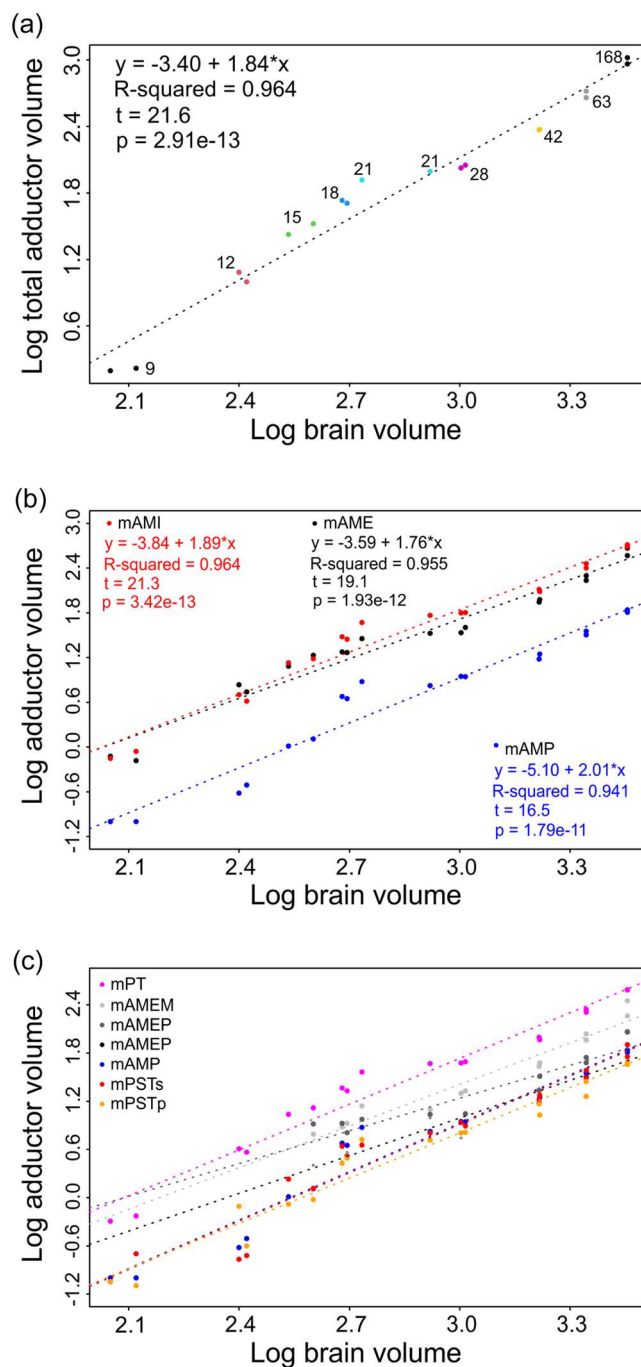 (a)
Log total adductor volume
3.0
2.4
1.8
1.2
0.6
y = -3.40 + 1.84*x
R-squared = 0.964
t = 21.6
p = 2.91e-13
168
63
42
21
21
28
18
15
12
9
2.1
2.4
2.7
3.0
3.3
Log brain volume
(b)
Log adductor volume
3.0
2.4
1.8
1.2
0.6
0.0
-0.6
-1.2
mAMI
y = -3.84 + 1.89*x
R-squared = 0.964
t = 21.3
p = 3.42e-13
mAME
y = -3.59 + 1.76*x
R-squared = 0.955
t = 19.1
p = 1.93e-12
mAMP
y = -5.10 + 2.01*x
R-squared = 0.941
t = 16.5
p = 1.79e-11
2.1
2.4
2.7
3.0
3.3
Log brain volume
(c)
Log adductor volume
2.4
1.8
1.2
0.6
0.0
-0.6
-1.2
mPT
mAMEM
mAMEP
mAMEP
mAMP
mPSTs
mPSTp
2.1
2.4
2.7
3.0
3.3
Log brain volume